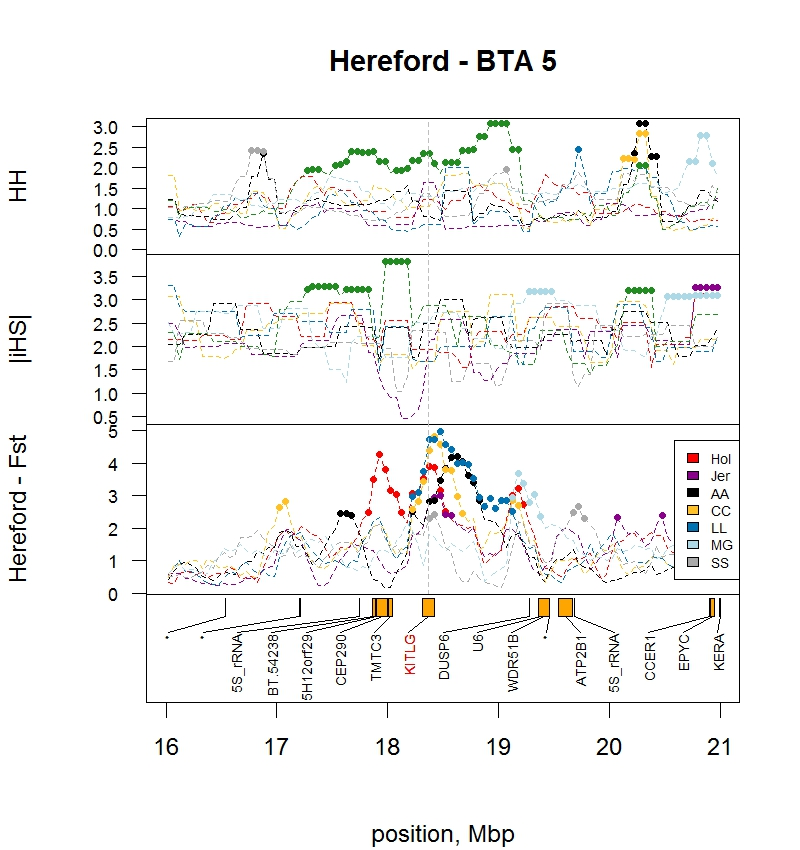 Hereford - BTA 5
HH
3.0
2.5
2.0
1.5
1.0
0.5
0.0
|iHS|
3.5
3.0
2.5
2.0
1.5
1.0
0.5
Hereford - Fst
5
4
3
2
1
0
Hol
Jer
AA
CC
LL
MG
SS
5S_rRNA
BT.54238
5H12orf29
CEP290
TMTC3
KITLG
DUSP6
U6
WDR51B
ATP2B1
5S_rRNA
CCER1
EPYC
KERA
16 17 18 19 20 21
position, Mbp